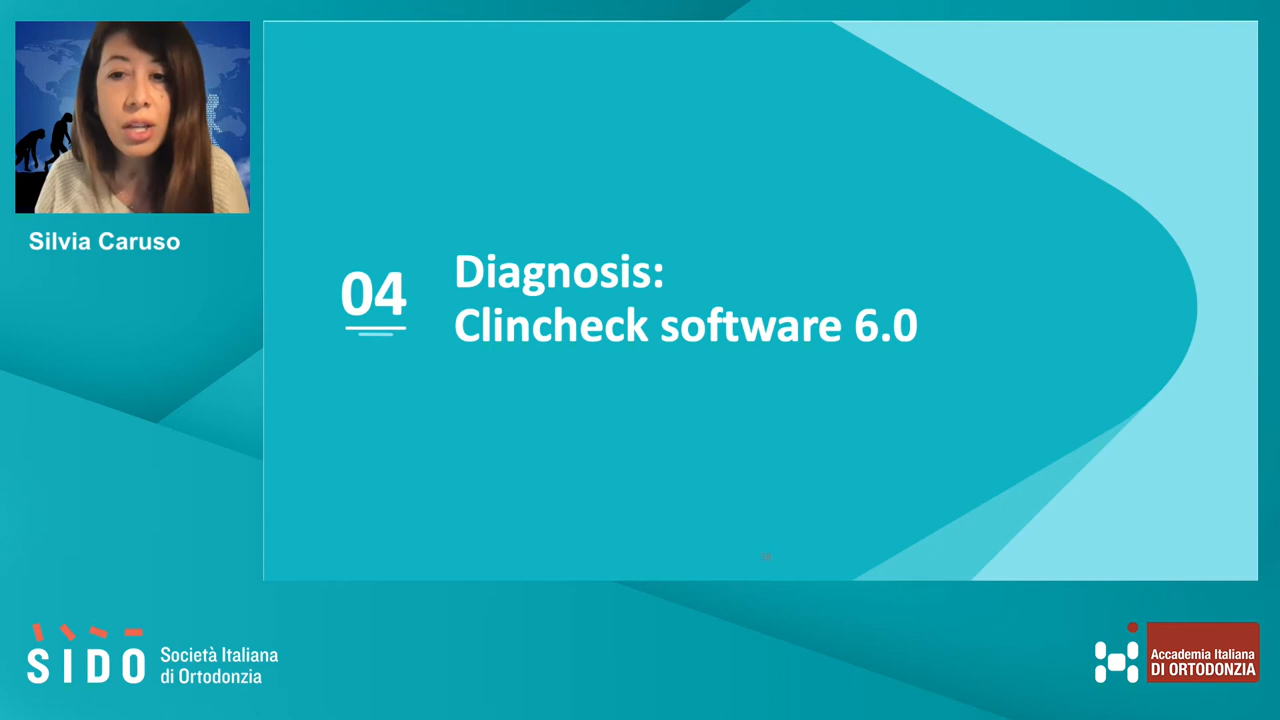 Silvia Caruso
04
Diagnosis:
Clincheck software 6.0
SIDO
Società Italiana
di Ortodonzia
Accademia Italiana
DI ORTODONZIA